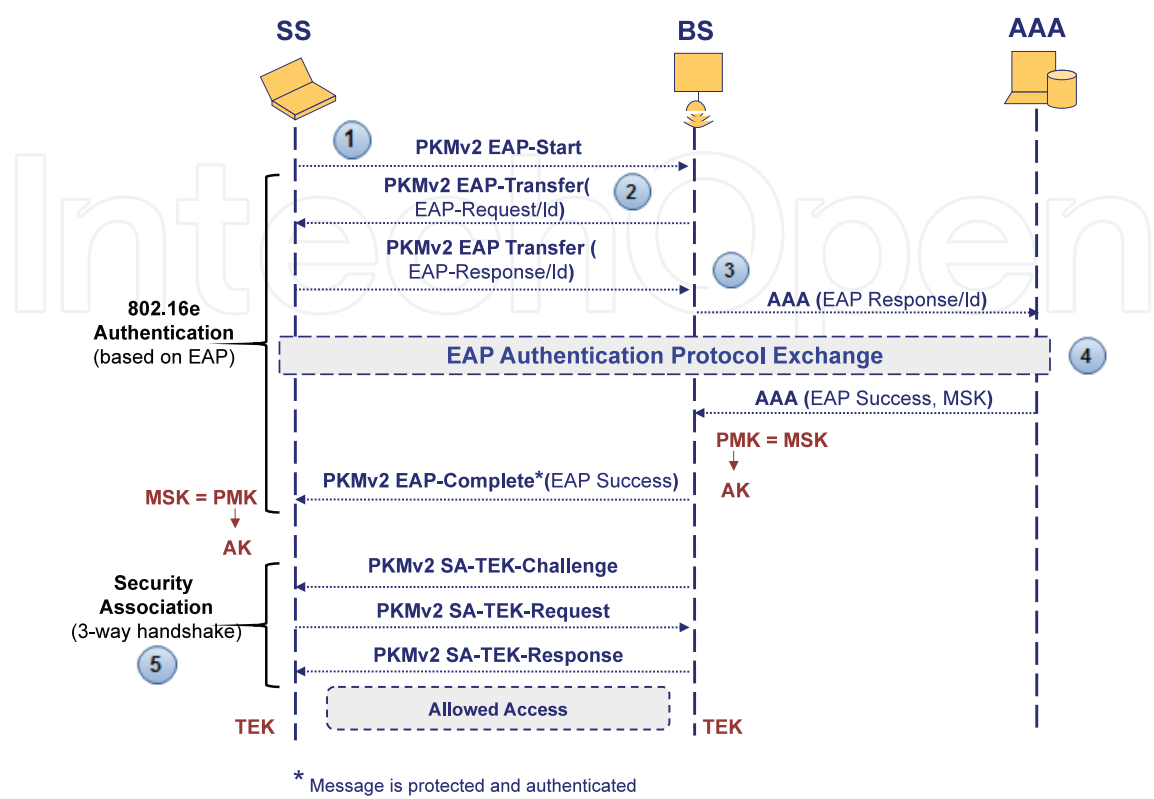 SS
BS
AAA
1
PKMv2 EAP-Start
PKMv2 EAP-Transfer(
EAP-Request/Id)
2
PKMv2 EAP Transfer (
EAP-Response/Id)
3
IntechOpen
802.16e
Authentication
(based on EAP)
AAA (EAP Response/Id)
EAP Authentication Protocol Exchange
4
AAA (EAP Success, MSK)
PMK = MSK
AK
PKMv2 EAP-Complete*(EAP Success)
MSK = PMK
AK
PKMv2 SA-TEK-Challenge
Security
Association
(3-way handshake)
5
PKMv2 SA-TEK-Request
PKMv2 SA-TEK-Response
Allowed Access
TEK
TEK
* Message is protected and authenticated